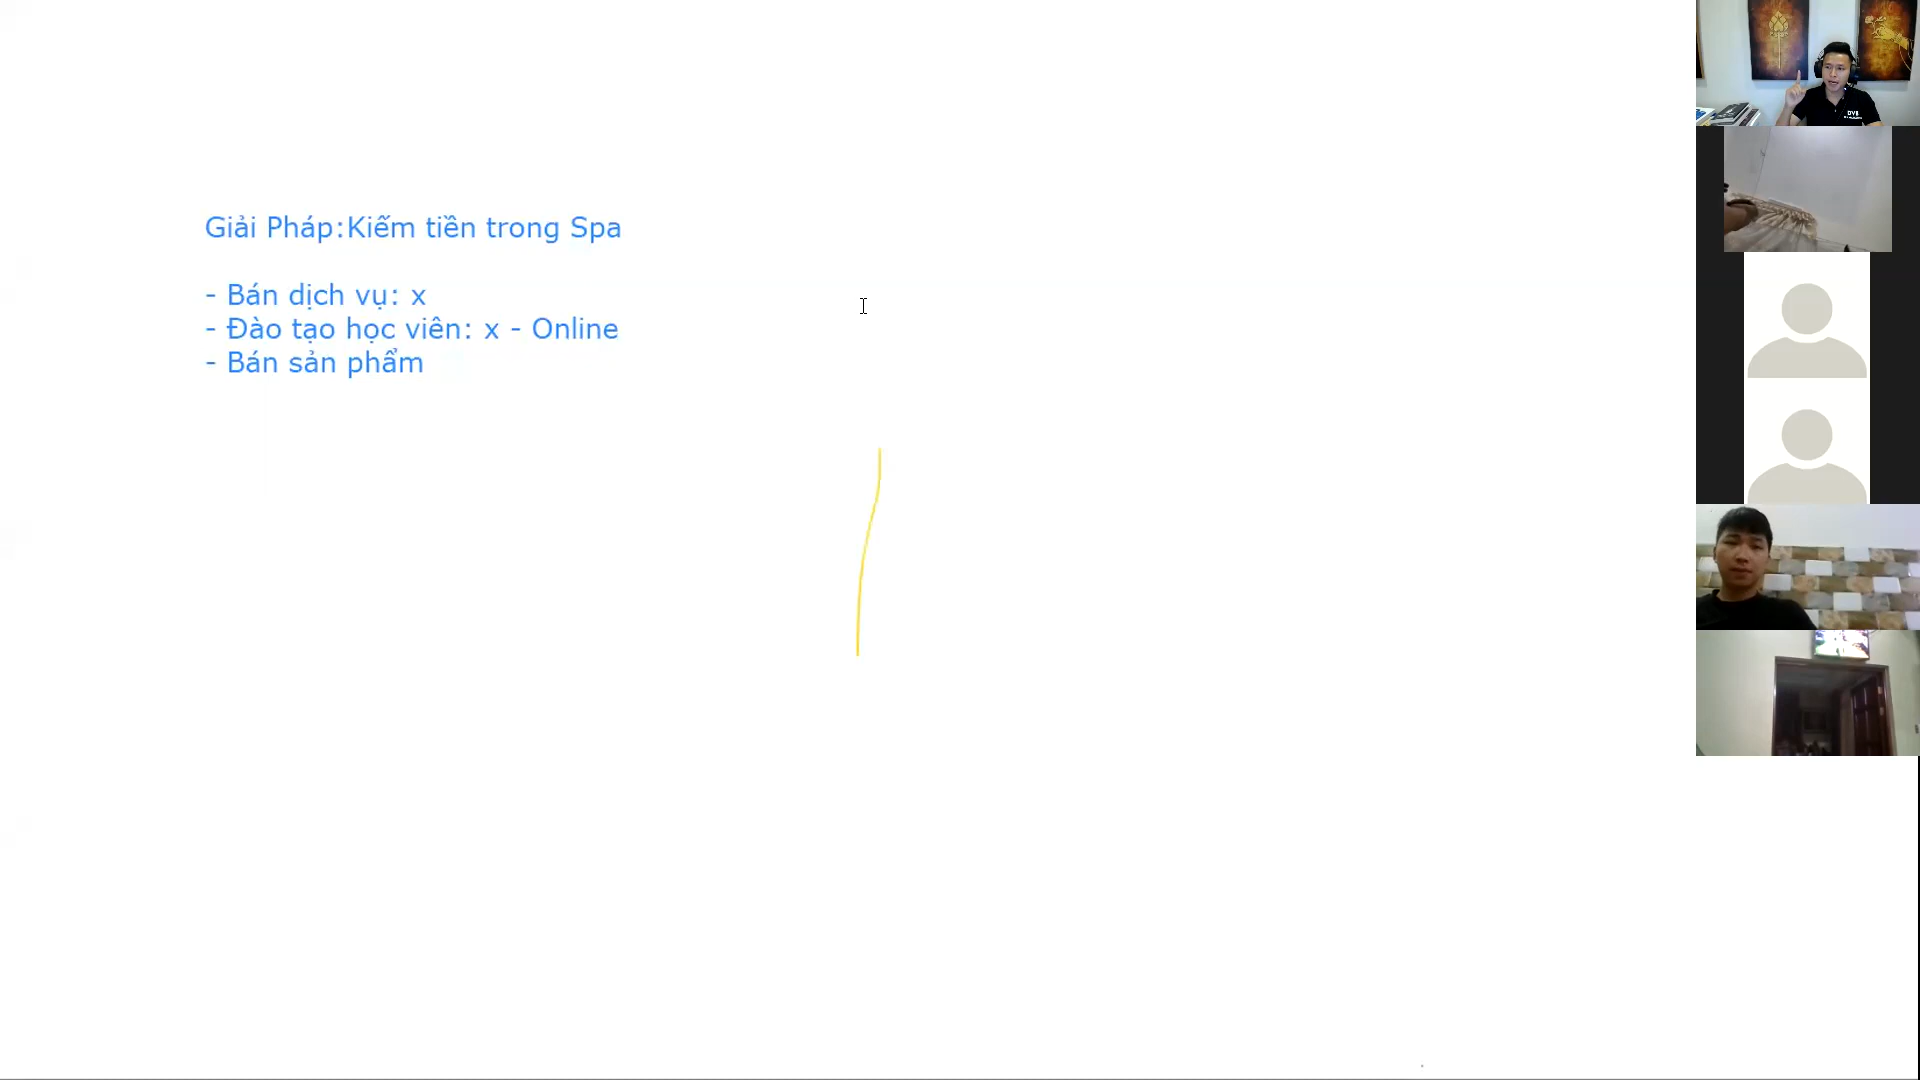 Giải Pháp:Kiếm tiền trong Spa
- Bán dịch vụ: x
- Đào tạo học viên: x - Online
- Bán sản phẩm